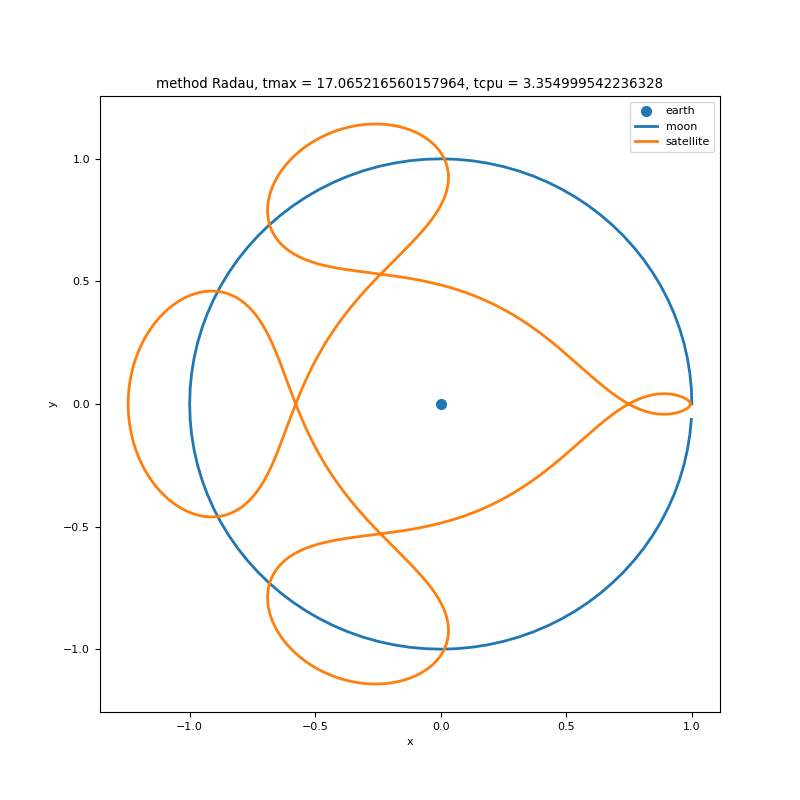 method Radau, tmax = 17.065216560157964, tcpu = 3.354999542236328
earth
moon
satellite
1.0
0.5
0.0
−0.5
−1.0
y
−1.0 −0.5 0.0 0.5 1.0
x